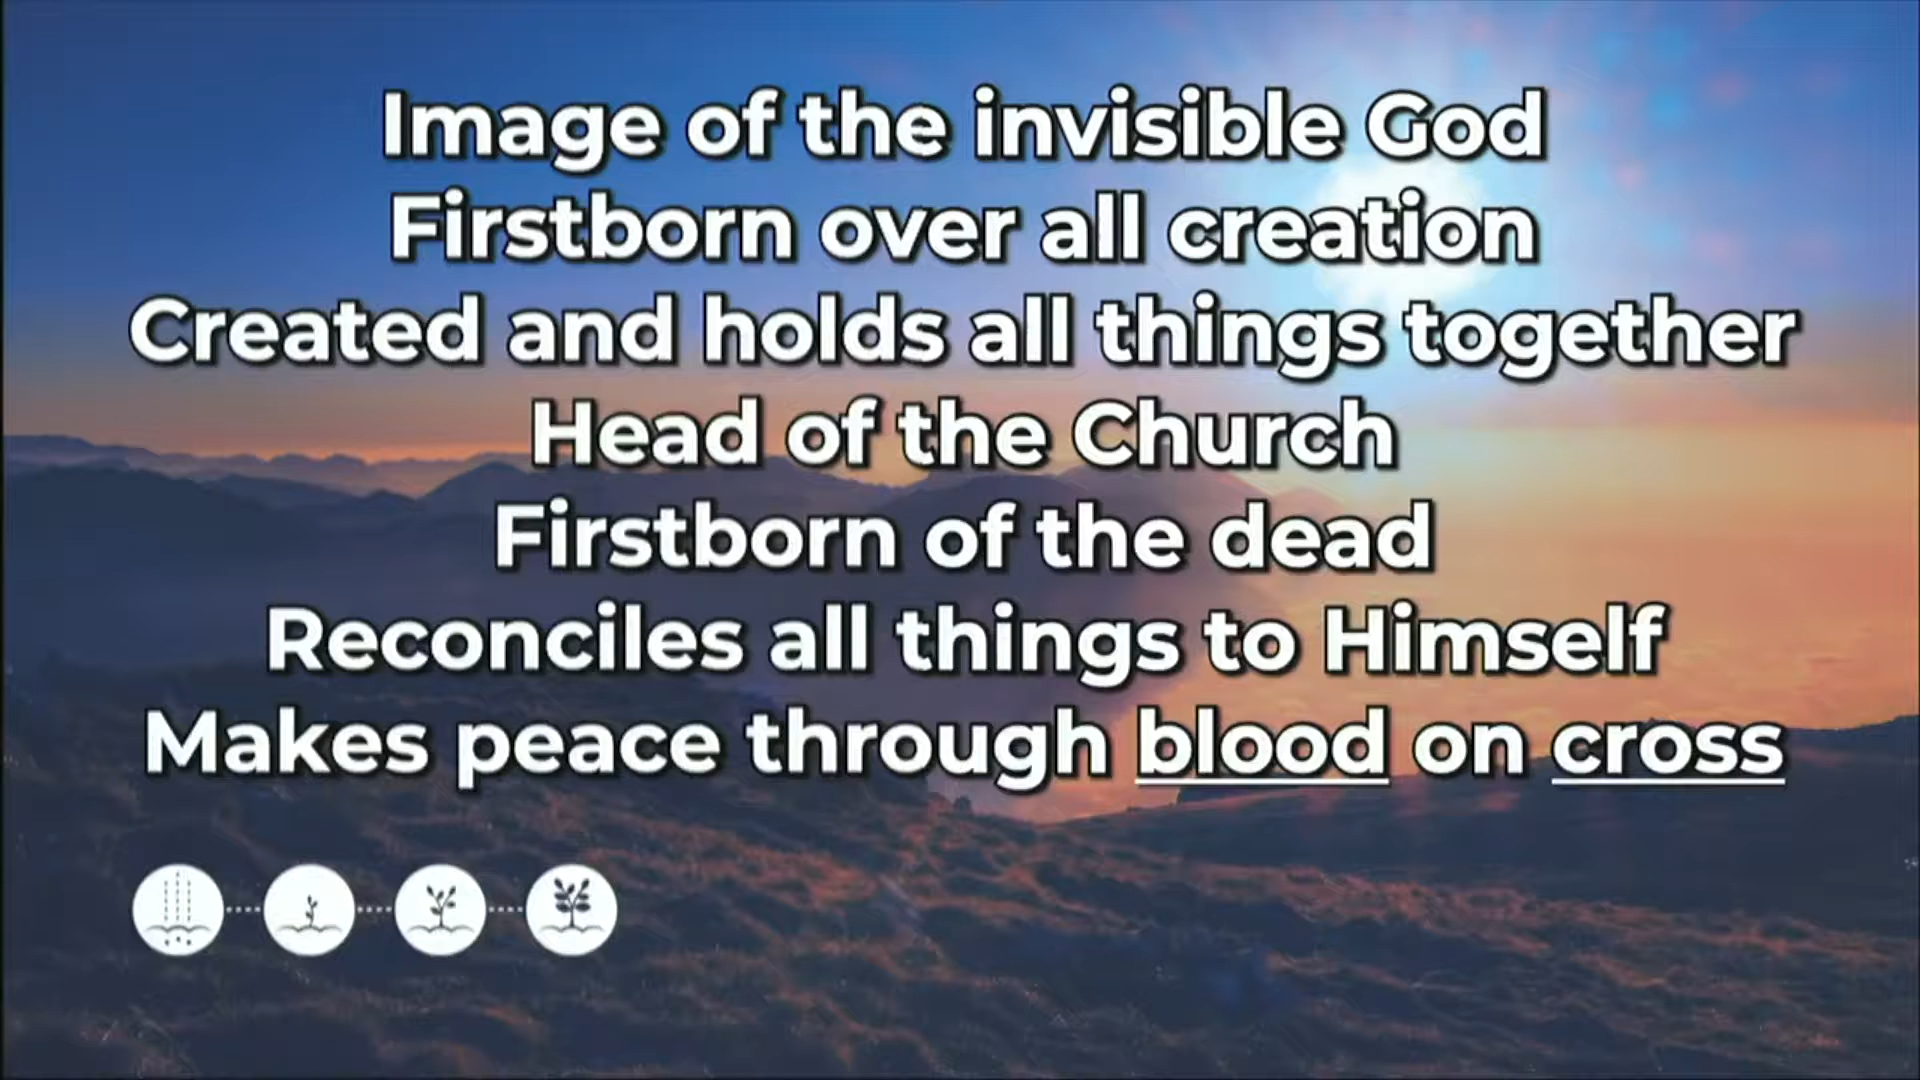 Image of the invisible God
Firstborn over all creation
Created and holds all things together
Head of the Church
Firstborn of the dead
Reconciles all things to Himself
Makes peace through blood on cross